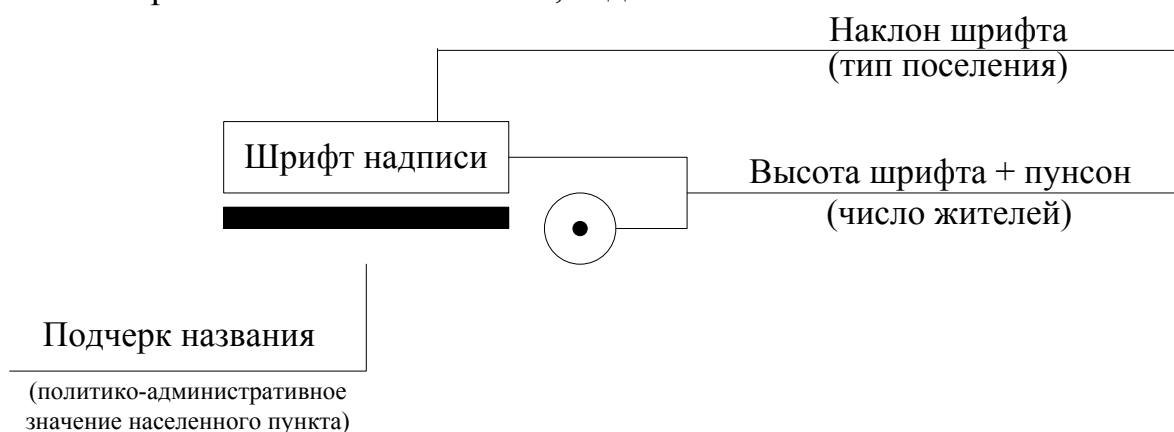 Наклон шрифта
(тип поселения)
Шрифт надписи
Высота шрифта + пунсон
(число жителей)
Подчерк названия
(политико-административное
значение населенного пункта)